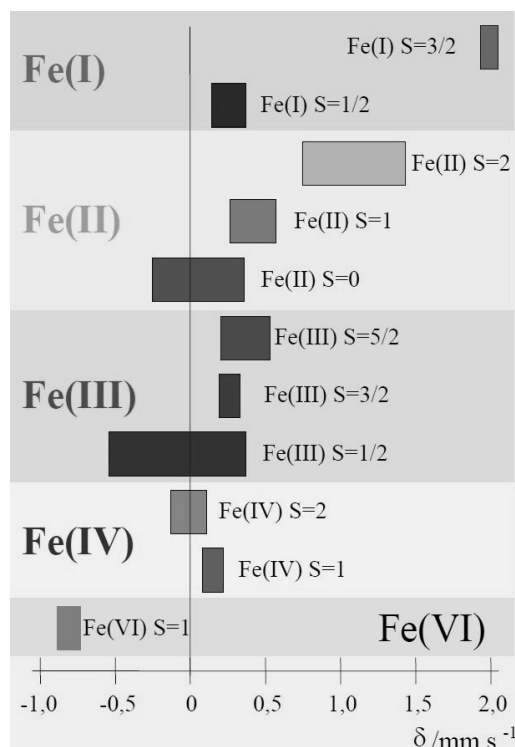 Fe(I) S=3/2
Fe(I)
Fe(I) S=1/2
Fe(II) S=2
Fe(II)
Fe(II) S=1
Fe(II) S=0
Fe(III) S=5/2
Fe(III)
Fe(III) S=3/2
Fe(III) S=1/2
Fe(IV) S=2
Fe(IV)
Fe(IV) S=1
Fe(VI) S=1
Fe(VI)
-1,0 -0,5 0 0,5 1,0 1,5 2,0
δ /mm s⁻¹